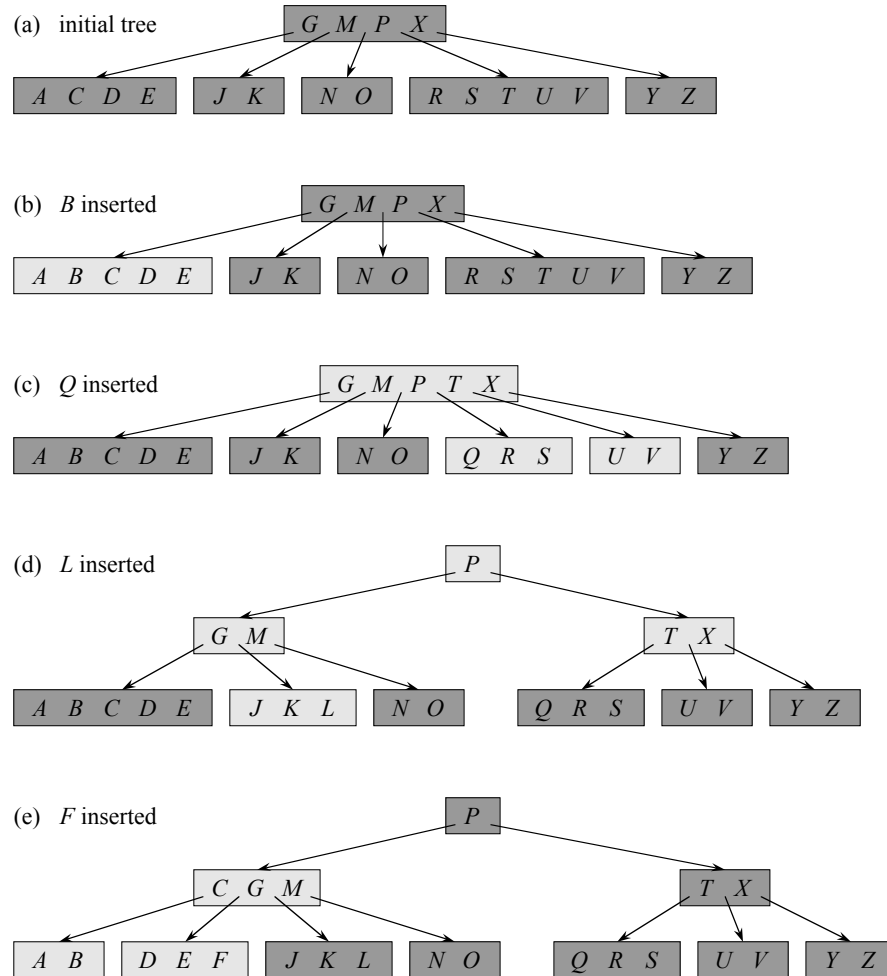 (a) initial tree
G M P X
A C D E J K N O R S T U V Y Z
(b) B inserted
G M P X
A B C D E J K N O R S T U V Y Z
(c) Q inserted
G M P T X
A B C D E J K N O Q R S U V Y Z
(d) L inserted
P
G M T X
A B C D E J K L N O Q R S U V Y Z
(e) F inserted
P
C G M T X
A B D E F J K L N O Q R S U V Y Z